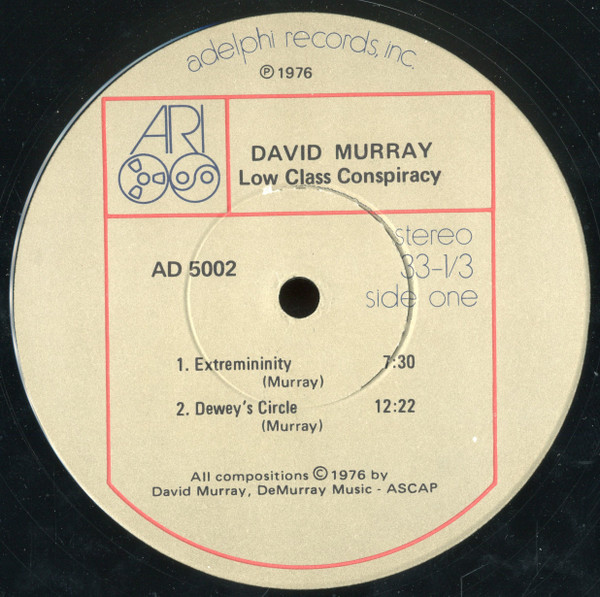 adelphi records, inc.
℗ 1976
ARI
DAVID MURRAY
Low Class Conspiracy
stereo
AD 5002
33-1/3
side one
1. Extremininity 7:30
(Murray)
2. Dewey's Circle 12:22
(Murray)
All compositions © 1976 by
David Murray, DeMurray Music - ASCAP